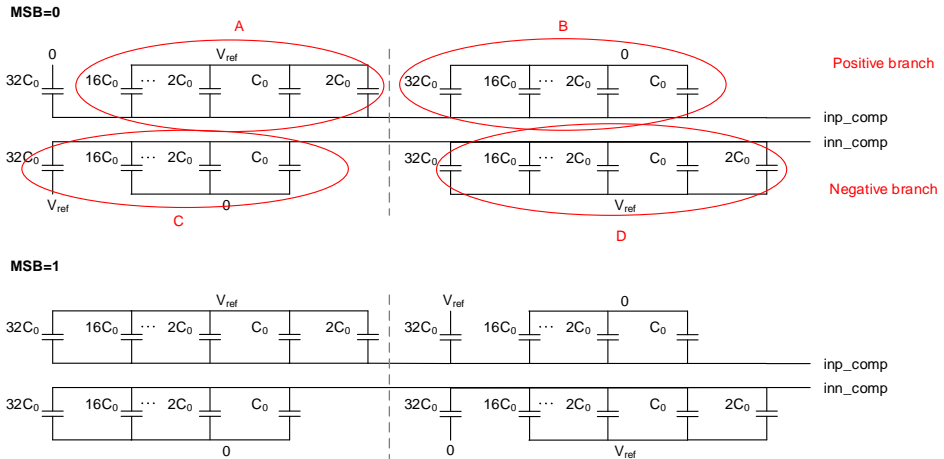 MSB=0
A
B
0
V_ref
0
Positive branch
32C₀ 16C₀ ... 2C₀ C₀ 2C₀ 32C₀ 16C₀ ... 2C₀ C₀
inp_comp
inn_comp
32C₀ 16C₀ ... 2C₀ C₀ 32C₀ 16C₀ ... 2C₀ C₀ 2C₀
Negative branch
V_ref
0
V_ref
C
D
MSB=1
V_ref
V_ref
0
32C₀ 16C₀ ... 2C₀ C₀ 2C₀ 32C₀ 16C₀ ... 2C₀ C₀
inp_comp
inn_comp
32C₀ 16C₀ ... 2C₀ C₀ 32C₀ 16C₀ ... 2C₀ C₀ 2C₀
0
0
V_ref